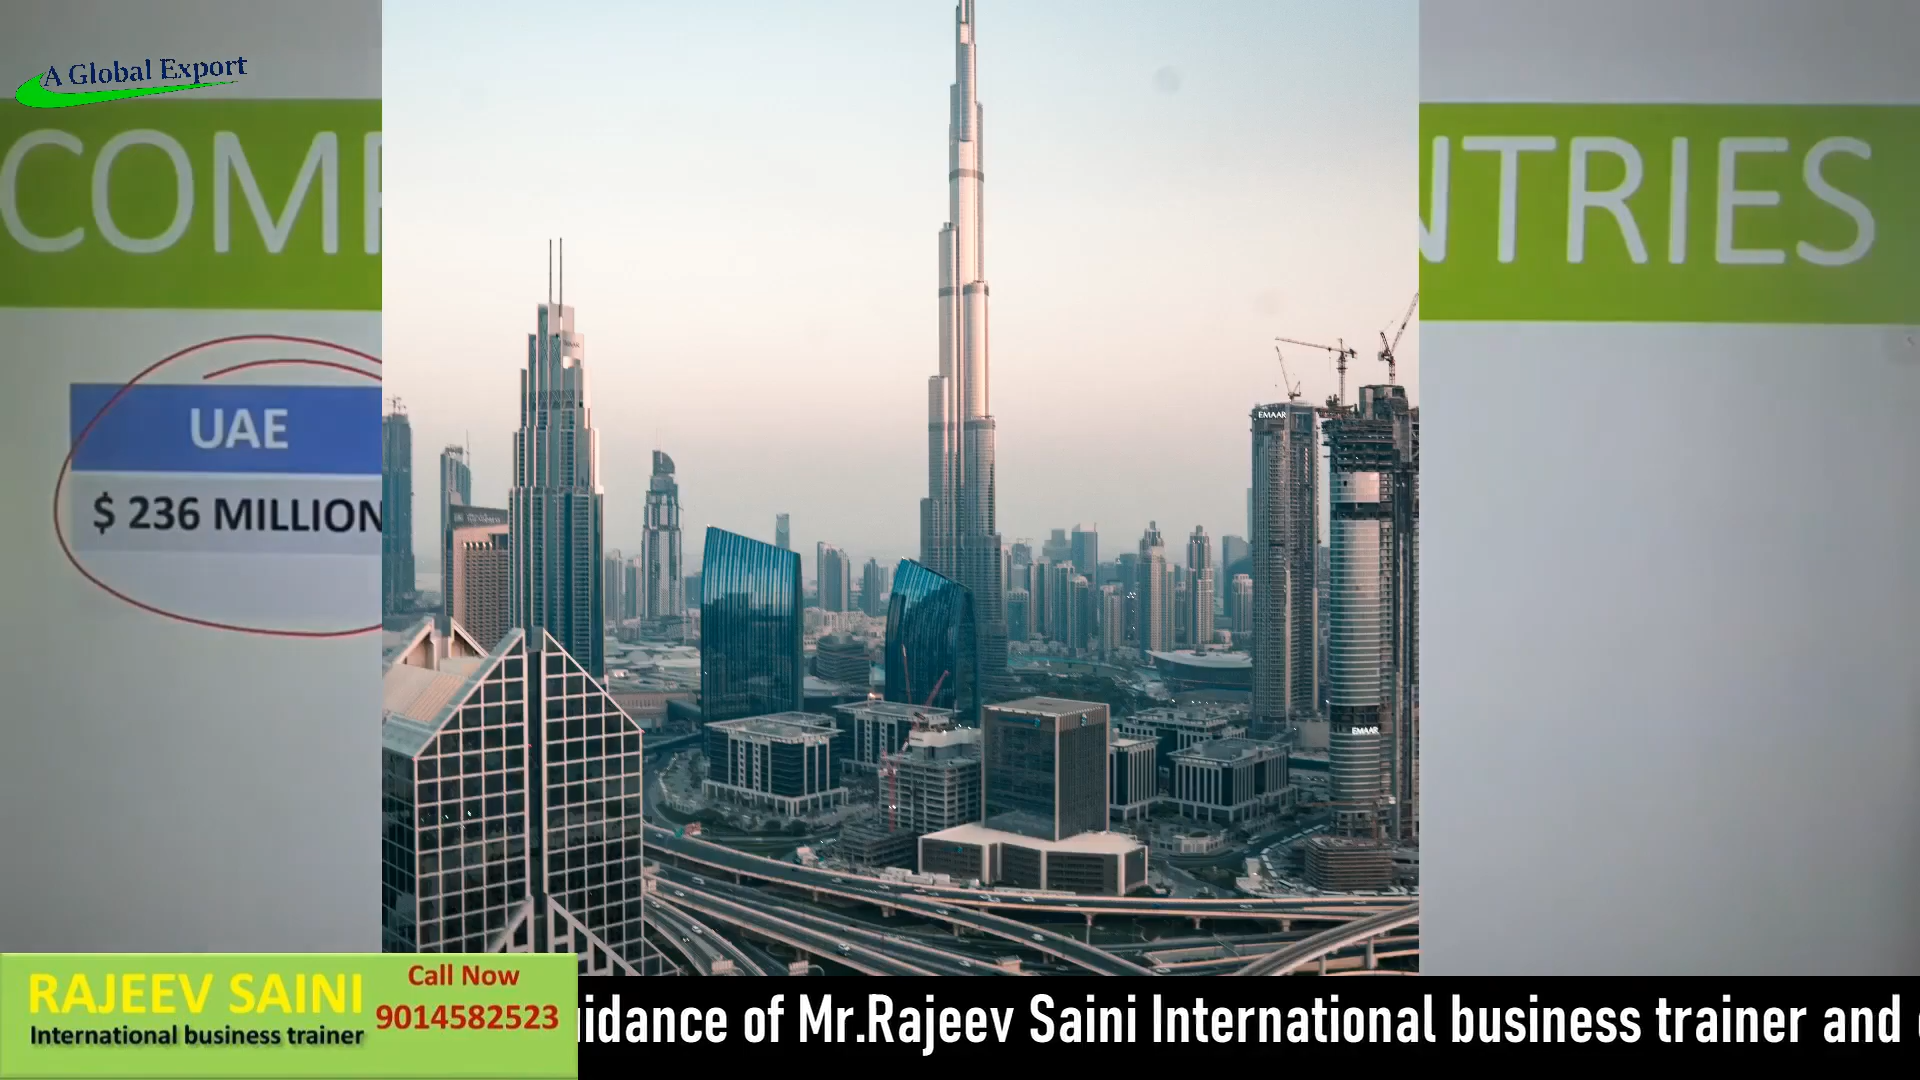 A Global Export
COMP
NTRIES
UAE
$ 236 MILLION
EMAAR
EMAAR
RAJEEV SAINI
International business trainer
Call Now
9014582523
idance of Mr.Rajeev Saini International business trainer and